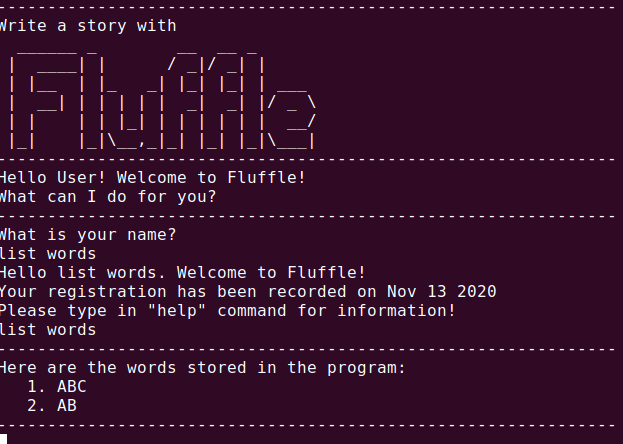 Write a story with
Fluffle
Hello User! Welcome to Fluffle!
What can I do for you?
What is your name?
list words
Hello list words. Welcome to Fluffle!
Your registration has been recorded on Nov 13 2020
Please type in "help" command for information!
list words
Here are the words stored in the program:
1. ABC
2. AB